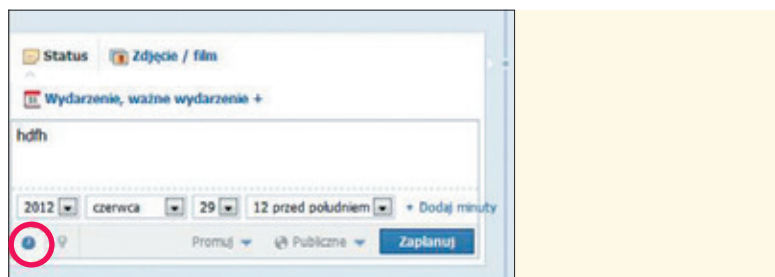 Status Zdjęcie / film
Wydarzenie, ważne wydarzenie +
hdfh
2012 czerwca 29 12 przed południem + Dodaj minuty
Promuj Publiczne Zaplanuj